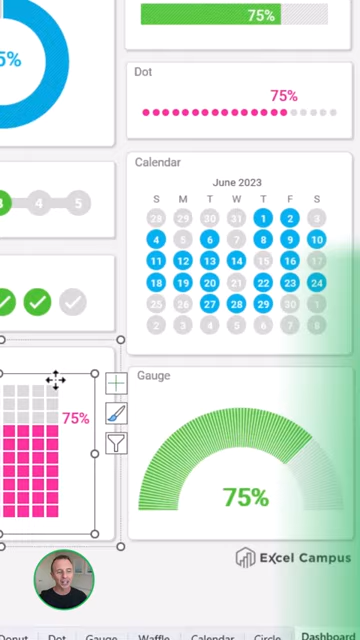 75%
5%
Dot
75%
Calendar
June 2023
S M T W T F S
28 29 30 31 1 2 3
4 5 6 7 8 9 10
11 12 13 14 15 16 17
18 19 20 21 22 23 24
25 26 27 28 29 30 1
2 3 4 5 6 7 8
3 4 5
75%
Gauge
75%
Excel Campus
Donut Dot Gauge Waffle Calendar Circle Dashboard